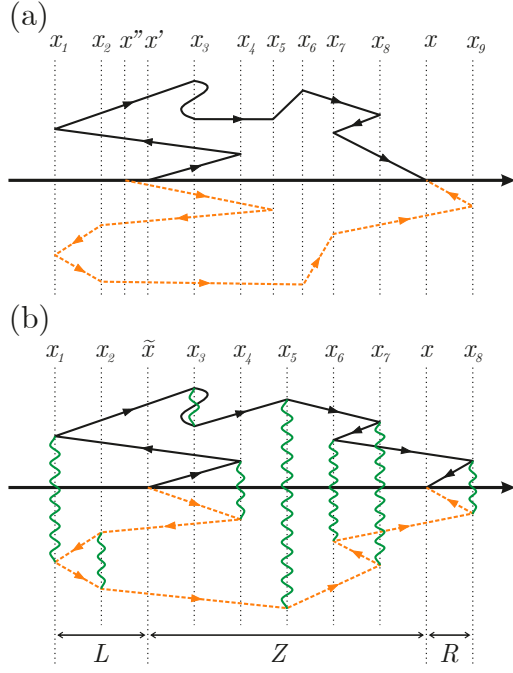 (a)
x1 x2 x" x' x3 x4 x5 x6 x7 x8 x x9
(b)
x1 x2 x̃ x3 x4 x5 x6 x7 x x8
L Z R